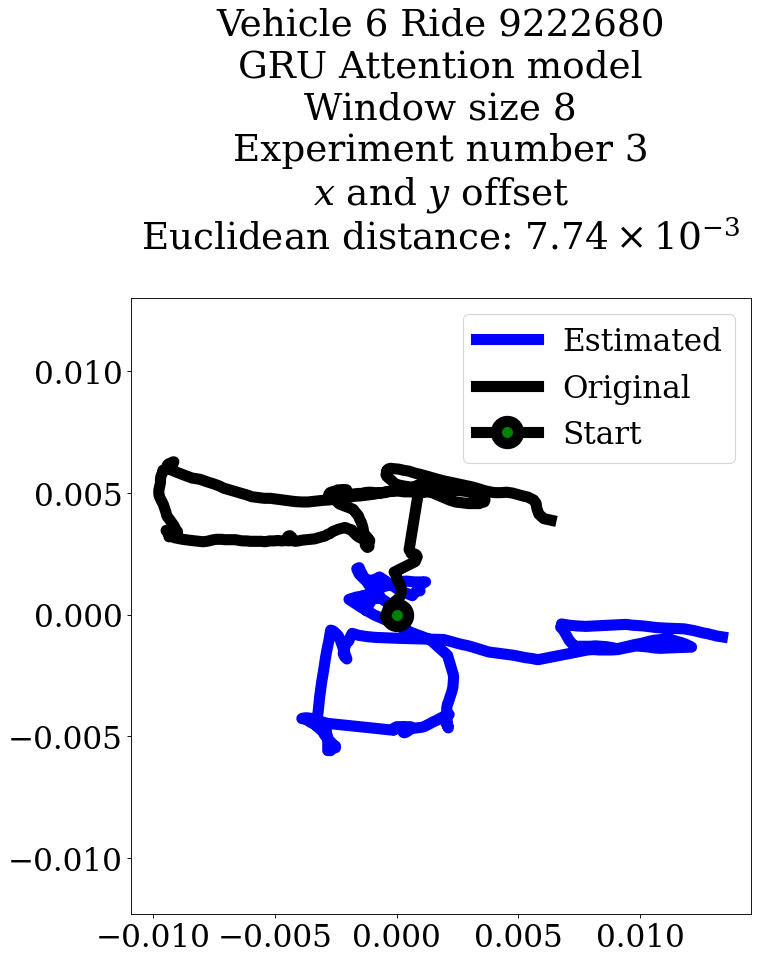 Vehicle 6 Ride 9222680
GRU Attention model
Window size 8
Experiment number 3
x and y offset
Euclidean distance: 7.74 × 10⁻³
Estimated
Original
Start
0.010
0.005
0.000
−0.005
−0.010
−0.010 −0.005 0.000 0.005 0.010